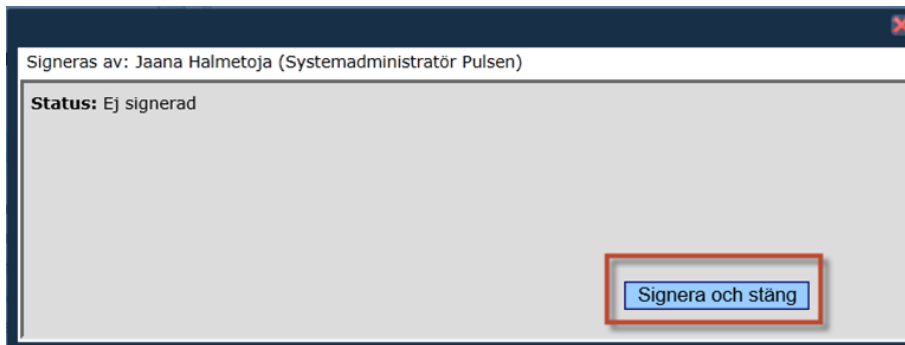 Signeras av: Jaana Halmetoja (Systemadministratör Pulsen)
Status: Ej signerad
Signera och stäng